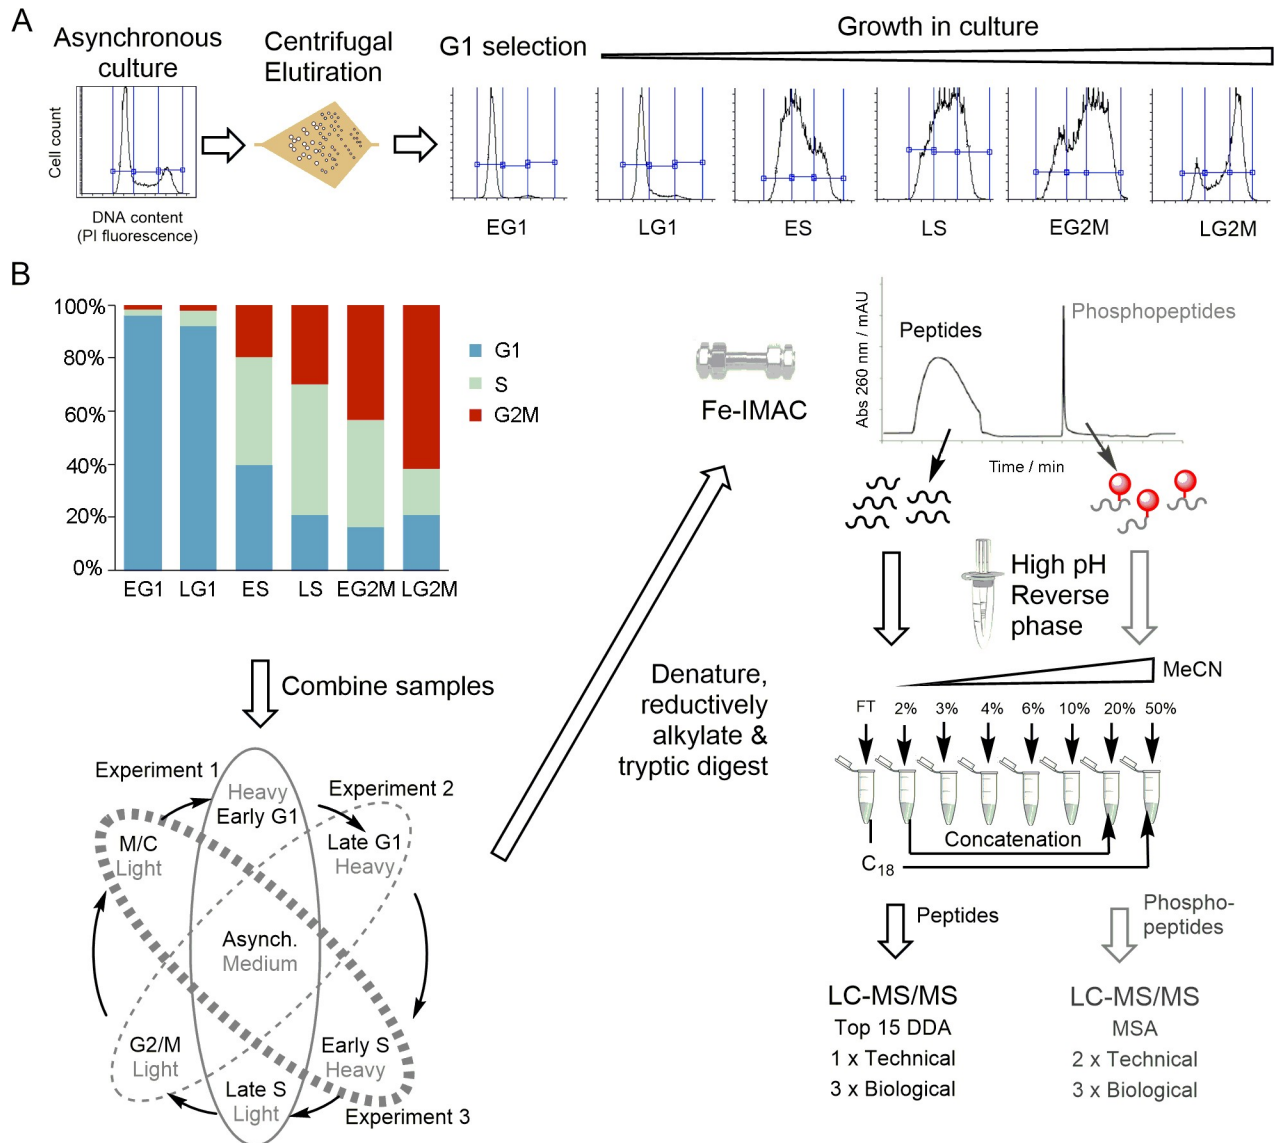 A
Asynchronous
culture
Cell count
DNA content
(PI fluorescence)
Centrifugal
Elutiration
G1 selection
Growth in culture
EG1
LG1
ES
LS
EG2M
LG2M
B
100%
80%
60%
40%
20%
0%
EG1
LG1
ES
LS
EG2M
LG2M
G1
S
G2M
Combine samples
Experiment 1
Heavy
Early G1
Experiment 2
M/C
Light
Late G1
Heavy
Asynch.
Medium
G2/M
Light
Early S
Heavy
Late S
Light
Experiment 3
Denature,
reductively
alkylate &
tryptic digest
Fe-IMAC
Abs 260 nm / mAU
Peptides
Phosphopeptides
Time / min
High pH
Reverse
phase
MeCN
FT 2% 3% 4% 6% 10% 20% 50%
Concatenation
C18
Peptides
Phospho-
peptides
LC-MS/MS
Top 15 DDA
1 x Technical
3 x Biological
LC-MS/MS
MSA
2 x Technical
3 x Biological